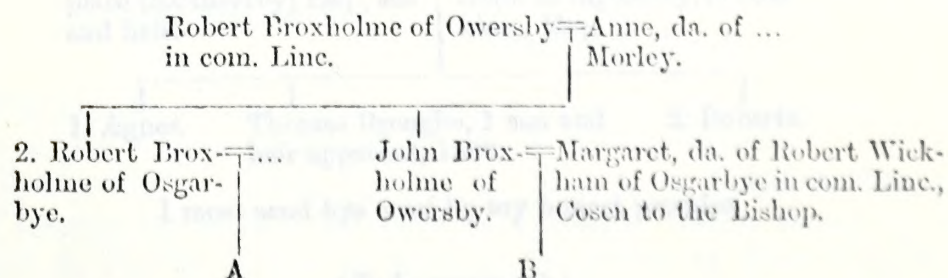 Robert Broxholme of Owersby=Anne, da. of ...
in com. Linc. Morley.
2. Robert Brox-=...
holme of Osgar-
bye.
John Brox-=Margaret, da. of Robert Wick-
holme of ham of Osgarbye in com. Linc.,
Owersby. Cosen to the Bishop.
A B